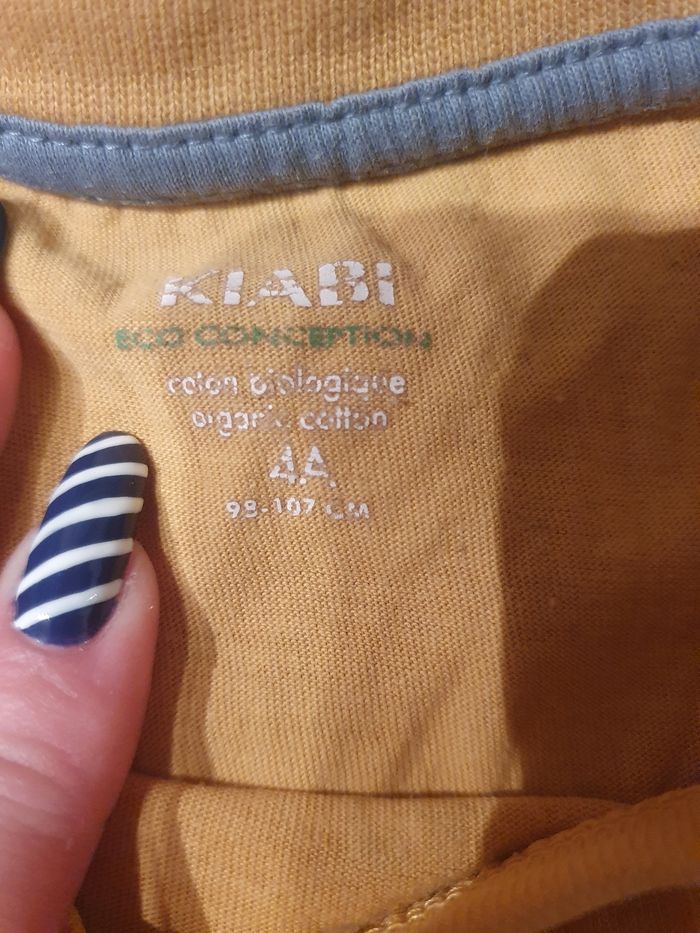 KIABI
ECO CONCEPTION
coton biologique
organic cotton
4A
98-107 CM